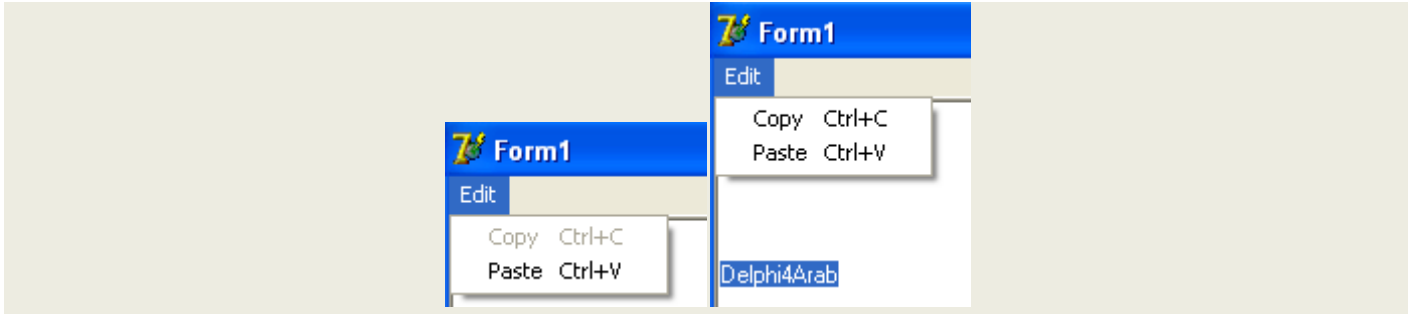 Form1
Edit
Copy Ctrl+C
Paste Ctrl+V
Form1
Edit
Copy Ctrl+C
Paste Ctrl+V
Delphi4Arab